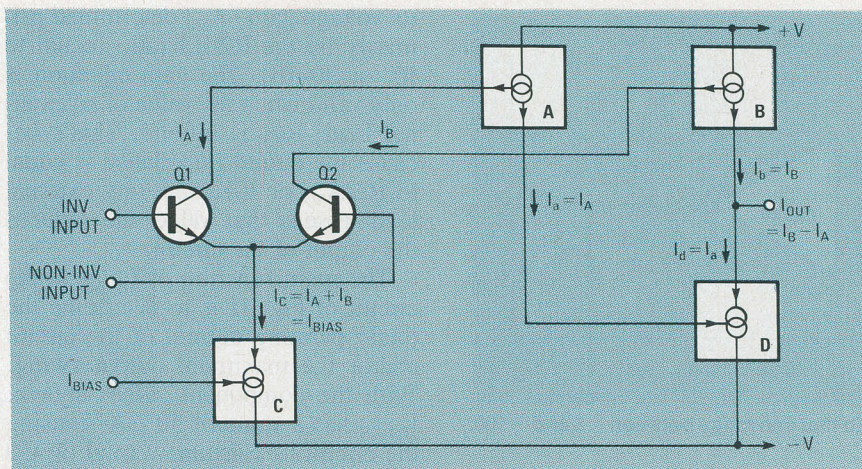 +V
A
B
I_A
I_B
Q1
Q2
I_b = I_B
INV
INPUT
I_a = I_A
I_OUT
= I_B − I_A
NON-INV
INPUT
I_d = I_a
I_C = I_A + I_B
= I_BIAS
D
I_BIAS
C
−V